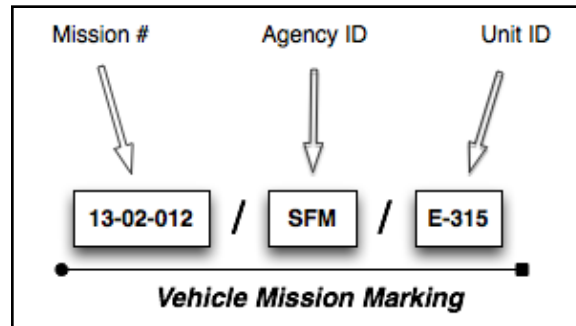 Mission # Agency ID Unit ID
13-02-012 / SFM / E-315
Vehicle Mission Marking